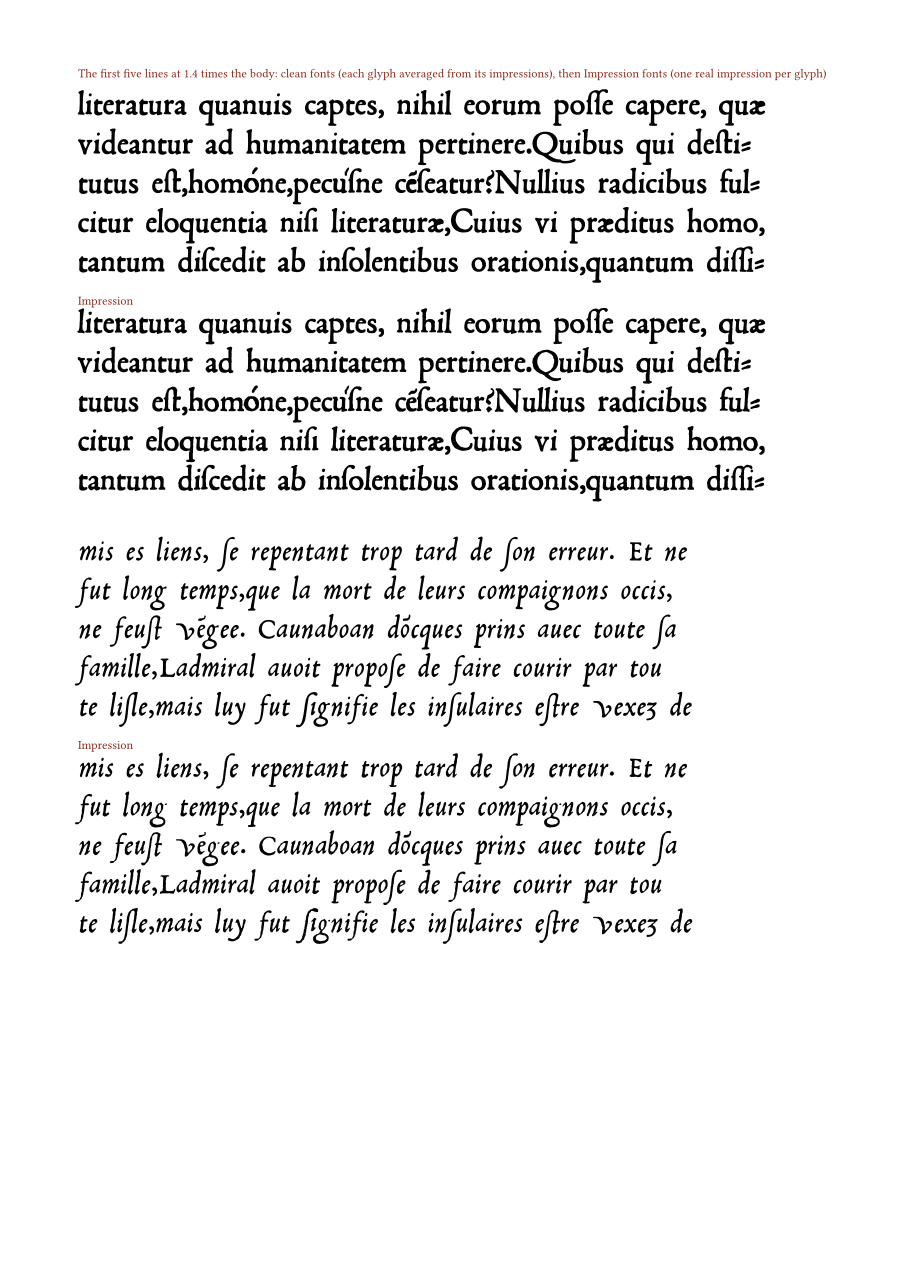 The first five lines at 1.4 times the body: clean fonts (each glyph averaged from its impressions), then Impression fonts (one real impression per glyph)
literatura quanuis captes, nihil eorum poſſe capere, quæ
videantur ad humanitatem pertinere.Quibus qui deſti⸗
tutus eſt,homóne,pecúſne cēſeatur?Nullius radicibus ful⸗
citur eloquentia niſi literaturæ,Cuius vi præditus homo,
tantum diſcedit ab inſolentibus orationis,quantum diſſi⸗
Impression
literatura quanuis captes, nihil eorum poſſe capere, quæ
videantur ad humanitatem pertinere.Quibus qui deſti⸗
tutus eſt,homóne,pecúſne cēſeatur?Nullius radicibus ful⸗
citur eloquentia niſi literaturæ,Cuius vi præditus homo,
tantum diſcedit ab inſolentibus orationis,quantum diſſi⸗
mis es liens, ſe repentant trop tard de ſon erreur. Et ne
fut long temps,que la mort de leurs compaignons occis,
ne feuſt vēgee. Caunaboan dōcques prins auec toute ſa
famille,Ladmiral auoit propoſe de faire courir par tou
te liſle,mais luy fut ſignifie les inſulaires eſtre vexeʒ de
Impression
mis es liens, ſe repentant trop tard de ſon erreur. Et ne
fut long temps,que la mort de leurs compaignons occis,
ne feuſt vēgee. Caunaboan dōcques prins auec toute ſa
famille,Ladmiral auoit propoſe de faire courir par tou
te liſle,mais luy fut ſignifie les inſulaires eſtre vexeʒ de